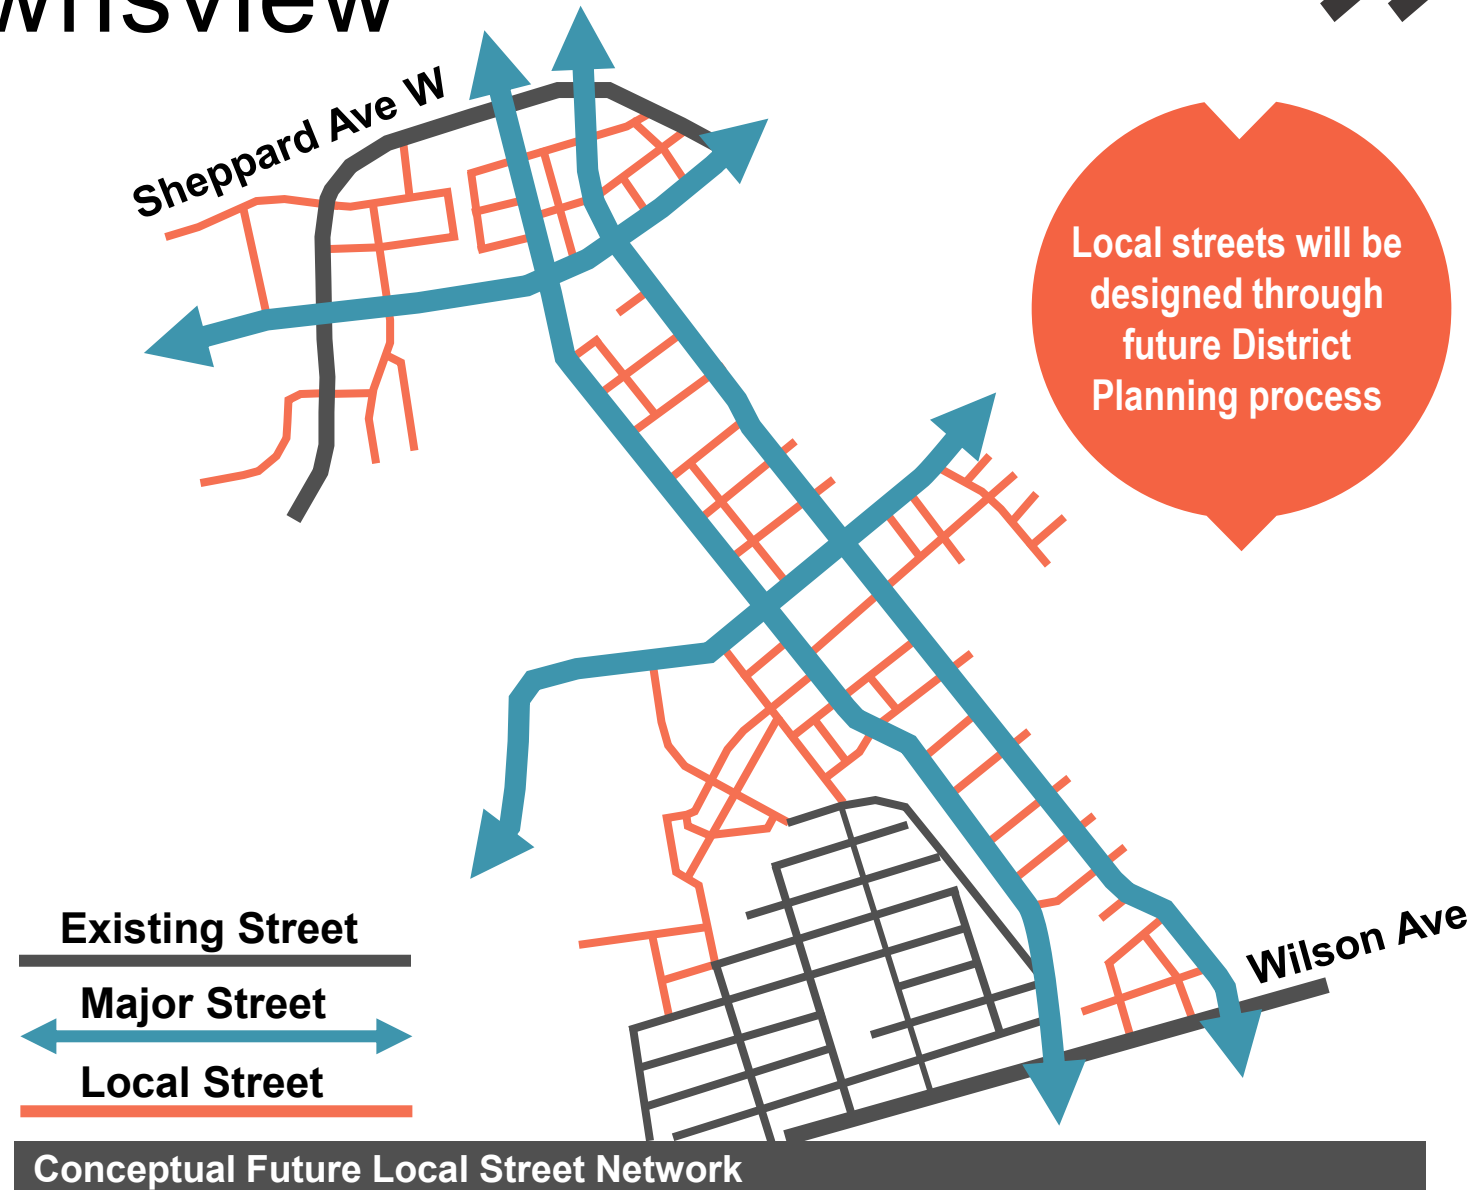 wnsview
Sheppard Ave W
Local streets will be
designed through
future District
Planning process
Existing Street
Major Street
Local Street
Wilson Ave
Conceptual Future Local Street Network